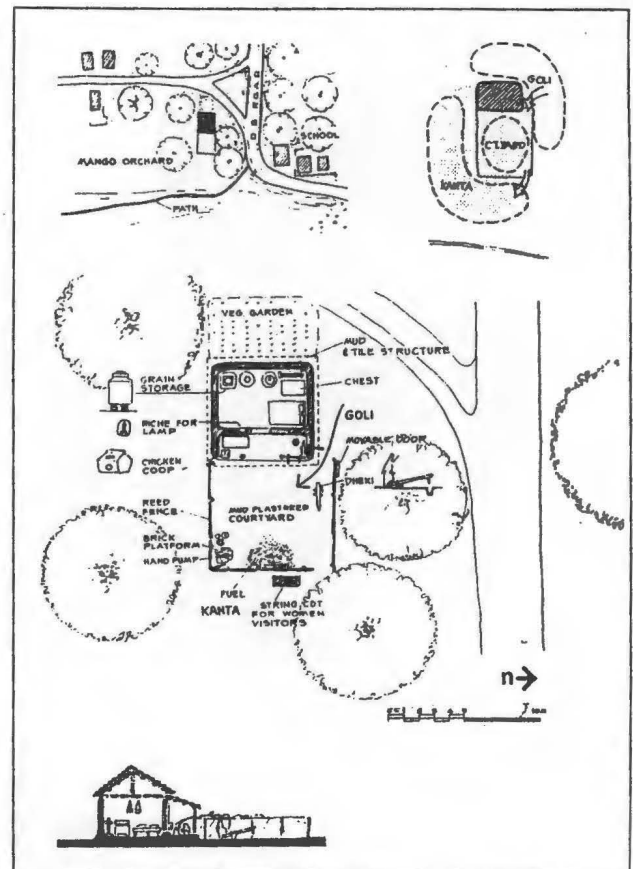 GOLI
SCHOOL
MANGO ORCHARD
C.YARD
KANTA
PATH
VEG. GARDEN
MUD
& TILE STRUCTURE
GRAIN
STORAGE
CHEST
NICHE FOR
LAMP
GOLI
MOVABLE DOOR
CHICKEN
COOP
DHEKI
REED
FENCE
MUD PLASTERED
COURTYARD
BRICK
PLATFORM
HAND PUMP
FUEL
KANTA
STRING COT
FOR WOMEN
VISITORS
n